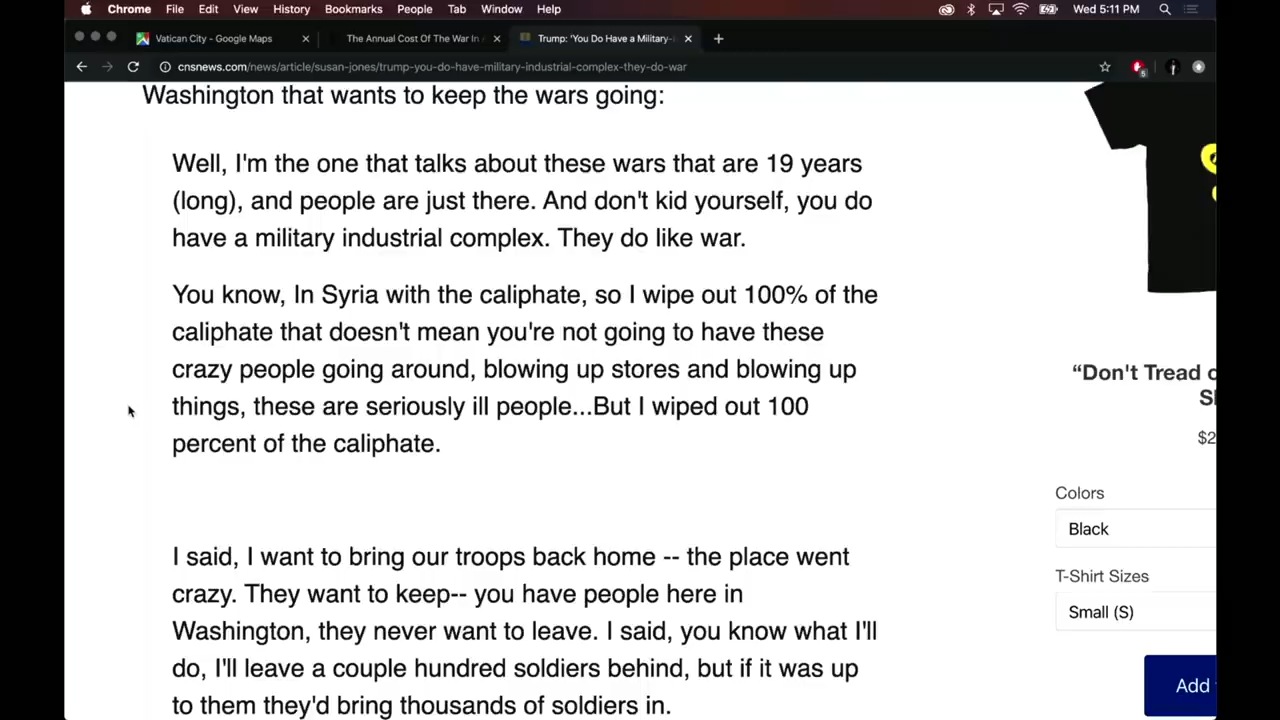 Chrome File Edit View History Bookmarks People Tab Window Help Wed 5:11 PM
Vatican City - Google Maps The Annual Cost Of The War In Trump: 'You Do Have a Military-
cnsnews.com/news/article/susan-jones/trump-you-do-have-military-industrial-complex-they-do-war
5
Washington that wants to keep the wars going:
Well, I'm the one that talks about these wars that are 19 years
(long), and people are just there. And don't kid yourself, you do
have a military industrial complex. They do like war.
You know, In Syria with the caliphate, so I wipe out 100% of the
caliphate that doesn't mean you're not going to have these
crazy people going around, blowing up stores and blowing up
things, these are seriously ill people...But I wiped out 100
percent of the caliphate.
I said, I want to bring our troops back home -- the place went
crazy. They want to keep-- you have people here in
Washington, they never want to leave. I said, you know what I'll
do, I'll leave a couple hundred soldiers behind, but if it was up
to them they'd bring thousands of soldiers in.
“Don't Tread
$2
Colors
Black
T-Shirt Sizes
Small (S)
Add